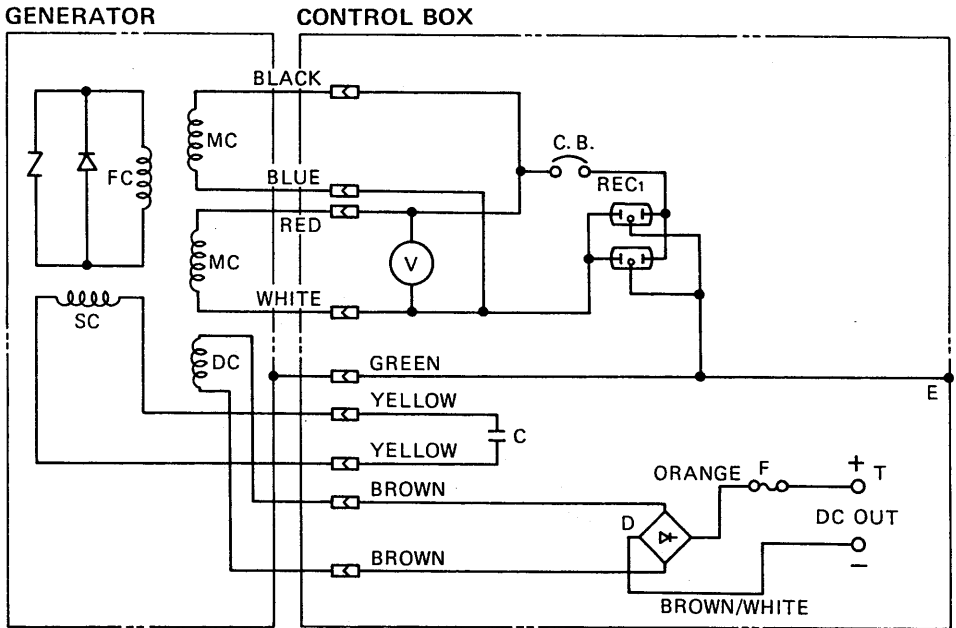 GENERATOR
CONTROL BOX
BLACK
MC
FC
BLUE
C. B.
REC1
RED
MC
V
WHITE
SC
DC
GREEN
E
YELLOW
C
YELLOW
ORANGE F
+ T
BROWN
D
DC OUT
BROWN
−
BROWN/WHITE